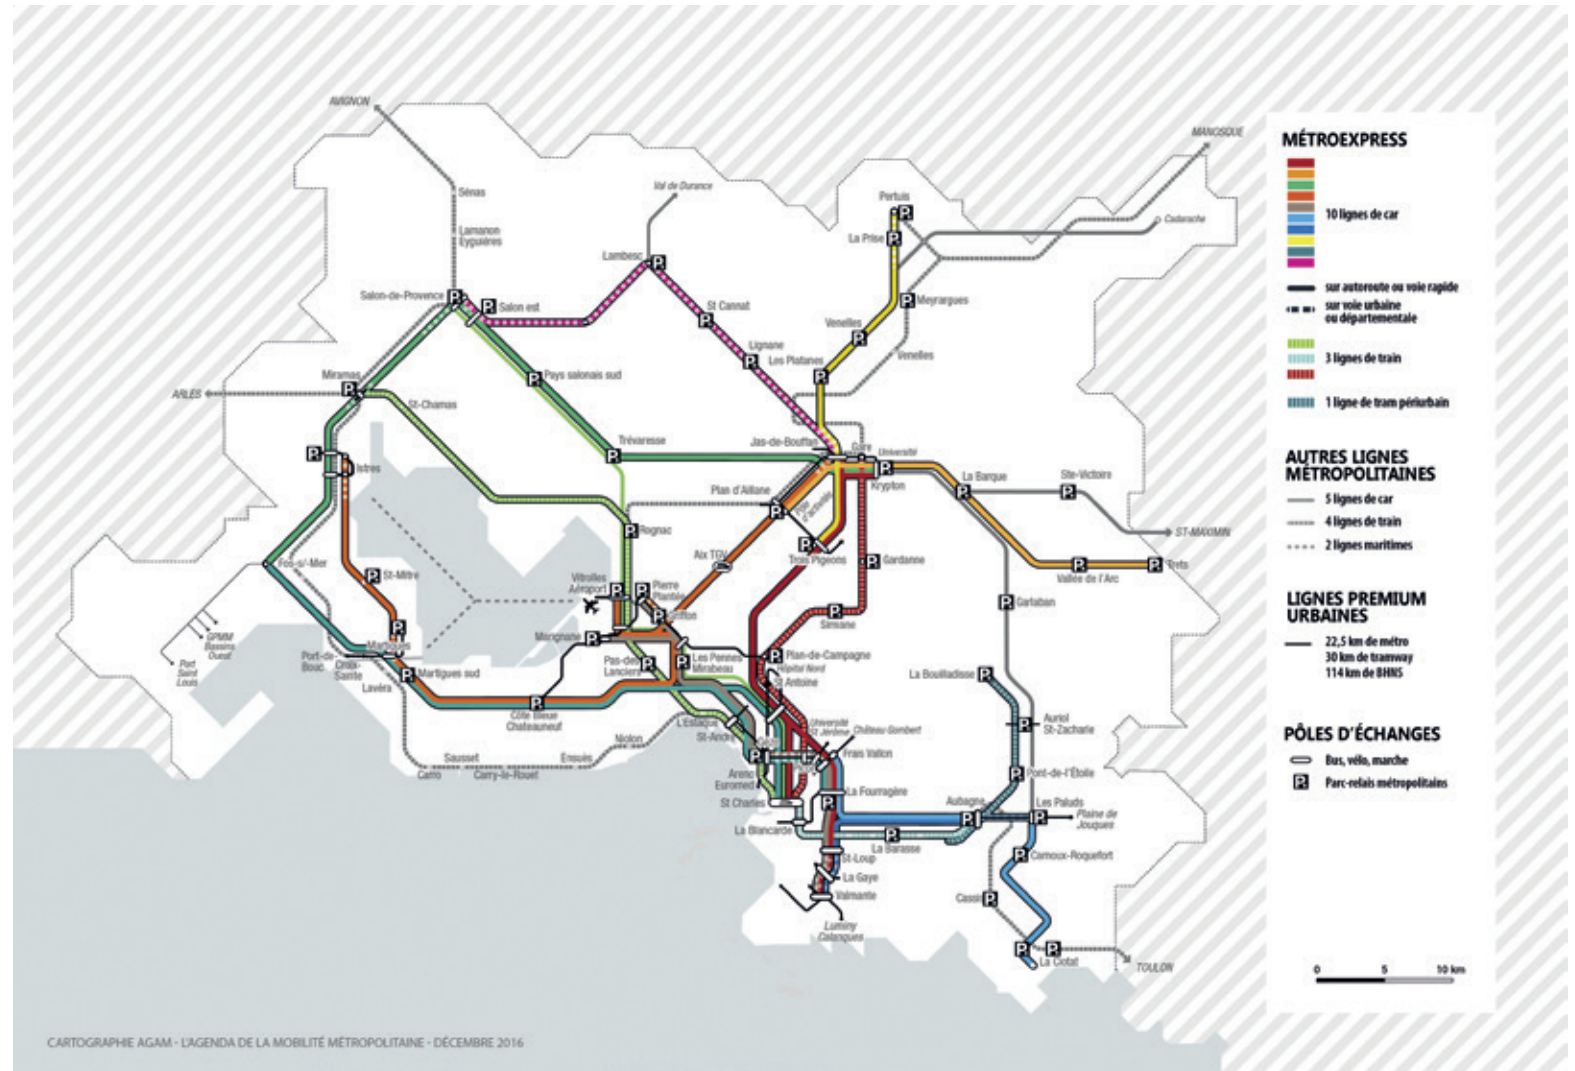 AVIGNON
MANOSQUE
Sénas
Val de Durance
Pertuis
Cadarache
Lamanon
Eyguières
La Prise
Lambesc
Salon-de-Provence
Salon est
Meyrargues
St Cannat
Venelles
Venelles
Lignane
Les Platanes
Miramas
Pays salonais sud
ARLES
St-Chamas
Trévaresse
Jas-de-Bouffan
Gare
Université
Istres
Krypton
La Barque
Ste-Victoire
Plan d'Aillane
Pôle
d'activités
Rognac
ST-MAXIMIN
Aix TGV
Trois Pigeons
Gardanne
Fos-s/-Mer
St-Mitre
Vitrolles
Aéroport
Pierre
Plantée
Vallée de l'Arc
Trets
Griffon
Simiane
Garlaban
GPMM
Bassins
Ouest
Port
Saint
Louis
Marignane
Martigues
Port-de-
Bouc
Croix-
Sainte
Pas-des-
Lanciers
Les Pennes
Mirabeau
Plan-de-Campagne
Hôpital Nord
St Antoine
La Bouilladisse
Lavéra
Martigues sud
Côte Bleue
Chateauneuf
L'Estaque
St-André
Université
St Jérôme
Château-Gombert
Auriol
St-Zacharie
Niolon
Sausset
Ensuès
Carro
Carry-le-Rouet
Frais Vallon
Arenc
Euromed
Pont-de-l'Étoile
St Charles
La Fourragère
Aubagne
Les Paluds
Plaine de
Jouques
La Blancarde
La Barasse
St-Loup
Carnoux-Roquefort
La Gaye
Valmante
Cassis
Luminy
Calanques
La Ciotat
TOULON
MÉTROEXPRESS
10 lignes de car
sur autoroute ou voie rapide
sur voie urbaine
ou départementale
3 lignes de train
1 ligne de tram périurbain
AUTRES LIGNES
MÉTROPOLITAINES
5 lignes de car
4 lignes de train
2 lignes maritimes
LIGNES PREMIUM
URBAINES
22,5 km de métro
30 km de tramway
114 km de BHNS
PÔLES D'ÉCHANGES
Bus, vélo, marche
Parc-relais métropolitains
0 5 10 km
CARTOGRAPHIE AGAM - L'AGENDA DE LA MOBILITÉ MÉTROPOLITAINE - DÉCEMBRE 2016